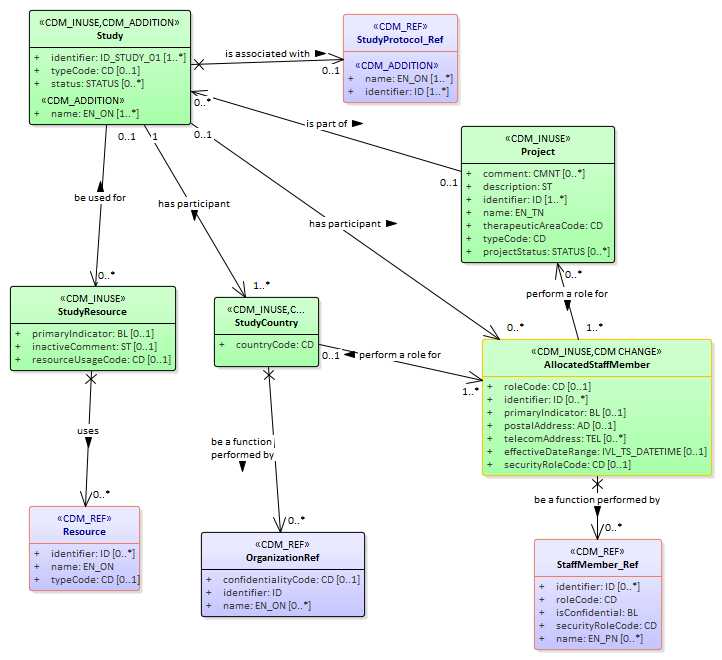 «CDM_INUSE,CDM_ADDITION»
Study
+ identifier: ID_STUDY_01 [1..*]
+ typeCode: CD [0..1]
+ status: STATUS [0..*]
«CDM_ADDITION»
+ name: EN_ON [1..*]
is associated with
0..1
«CDM_REF»
StudyProtocol_Ref
«CDM_ADDITION»
+ name: EN_ON [1..*]
+ identifier: ID [1..*]
0..*
is part of
0..1
«CDM_INUSE»
Project
+ comment: CMNT [0..*]
+ description: ST
+ identifier: ID [1..*]
+ name: EN_TN
+ therapeuticAreaCode: CD
+ typeCode: CD
+ projectStatus: STATUS [0..*]
0..1
1
0..1
be used for
has participant
has participant
0..*
1..*
0..*
0..*
perform a role for
1..*
«CDM_INUSE»
StudyResource
+ primaryIndicator: BL [0..1]
+ inactiveComment: ST [0..1]
+ resourceUsageCode: CD [0..1]
«CDM_INUSE,C...
StudyCountry
+ countryCode: CD
0..1
perform a role for
1..*
«CDM_INUSE,CDM CHANGE»
AllocatedStaffMember
+ roleCode: CD [0..1]
+ identifier: ID [0..*]
+ primaryIndicator: BL [0..1]
+ postalAddress: AD [0..1]
+ telecomAddress: TEL [0..*]
+ effectiveDateRange: IVL_TS_DATETIME [0..1]
+ securityRoleCode: CD [0..1]
uses
0..*
be a function
performed by
0..*
be a function performed by
0..*
«CDM_REF»
Resource
+ identifier: ID [0..*]
+ name: EN_ON
+ typeCode: CD [0..1]
«CDM_REF»
OrganizationRef
+ confidentialityCode: CD [0..1]
+ identifier: ID
+ name: EN_ON [0..*]
«CDM_REF»
StaffMember_Ref
+ identifier: ID [0..*]
+ roleCode: CD
+ isConfidential: BL
+ securityRoleCode: CD
+ name: EN_PN [0..*]